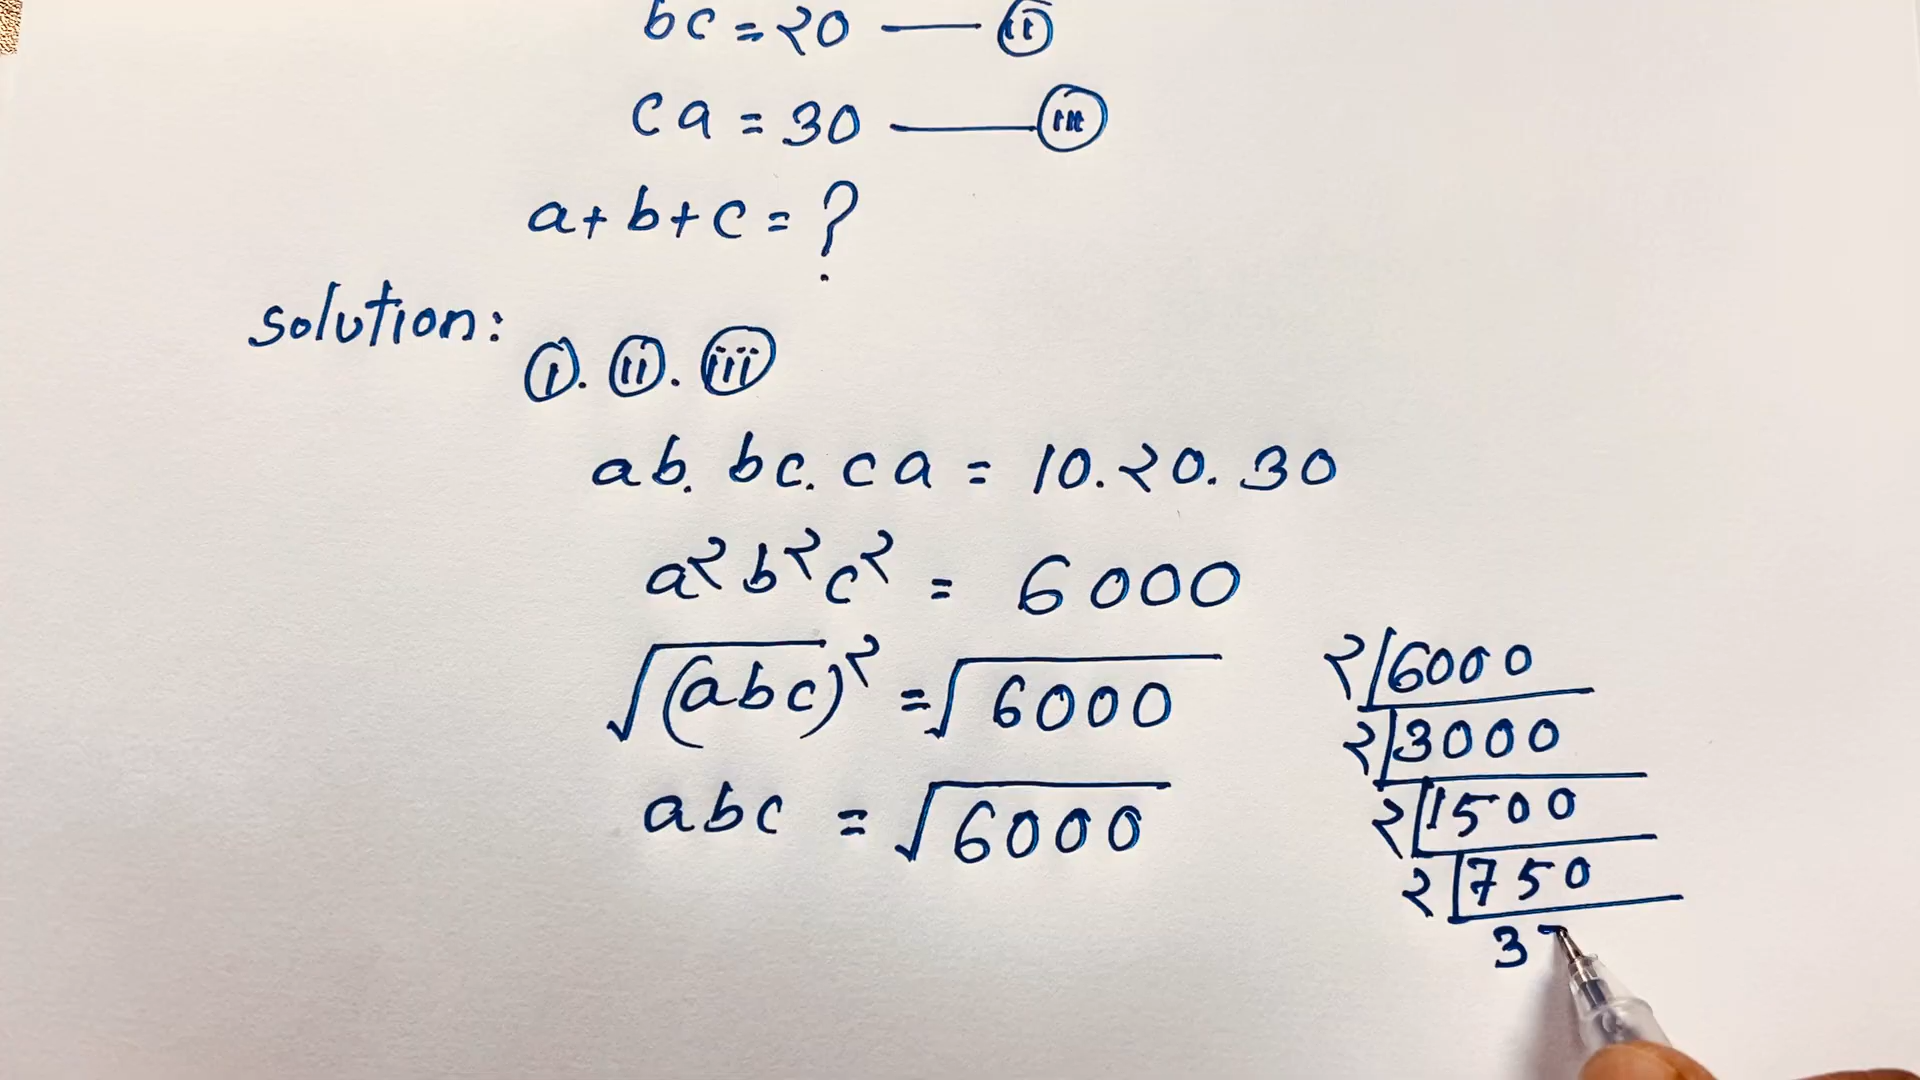 bc = 20 — (ii)
ca = 30 — (iii)
a+b+c = ?
solution:
(i). (ii). (iii)
ab. bc. ca = 10. 20. 30
a²b²c² = 6000
√(abc)² = √6000
abc = √6000
2|6000
2|3000
2|1500
2|750
3